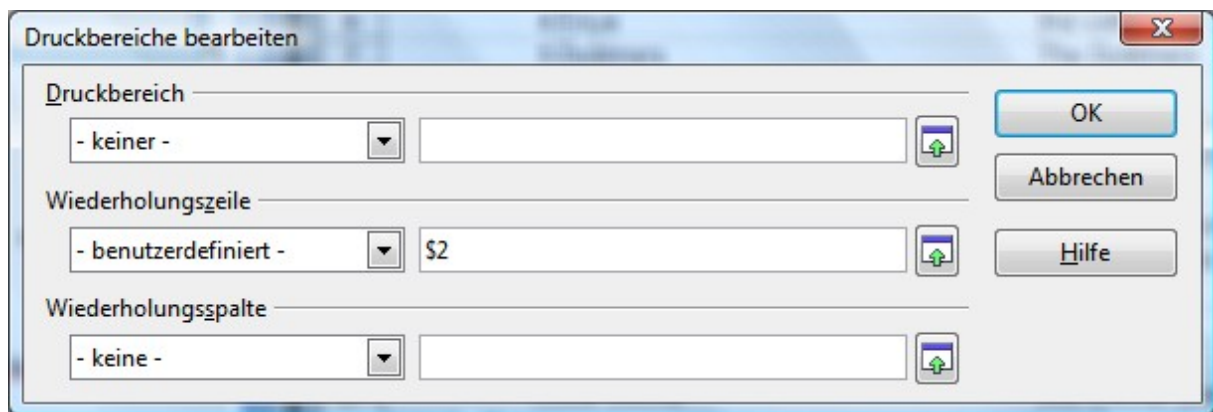 Druckbereiche bearbeiten
Druckbereich
- keiner -
OK
Abbrechen
Wiederholungszeile
- benutzerdefiniert -
$2
Hilfe
Wiederholungsspalte
- keine -